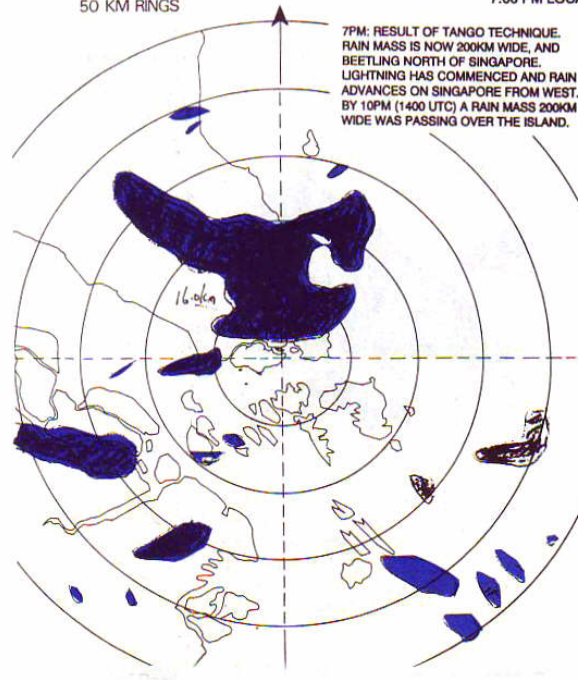 50 KM RINGS
7PM: RESULT OF TANGO TECHNIQUE.
RAIN MASS IS NOW 200KM WIDE, AND
BEETLING NORTH OF SINGAPORE.
LIGHTNING HAS COMMENCED AND RAIN
ADVANCES ON SINGAPORE FROM WEST.
BY 10PM (1400 UTC) A RAIN MASS 200KM
WIDE WAS PASSING OVER THE ISLAND.